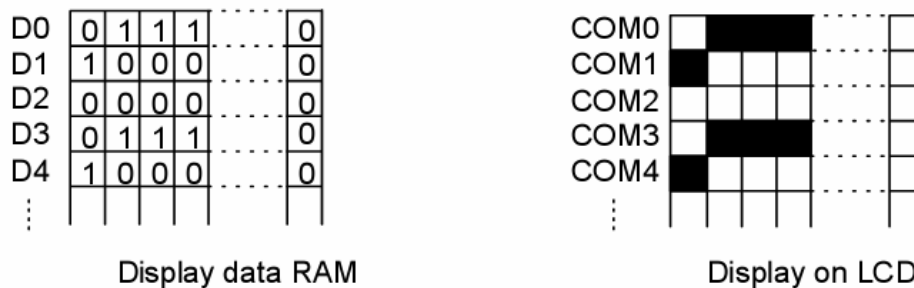 D0 0 1 1 1 0 COM0
D1 1 0 0 0 0 COM1
D2 0 0 0 0 0 COM2
D3 0 1 1 1 0 COM3
D4 1 0 0 0 0 COM4
Display data RAM Display on LCD